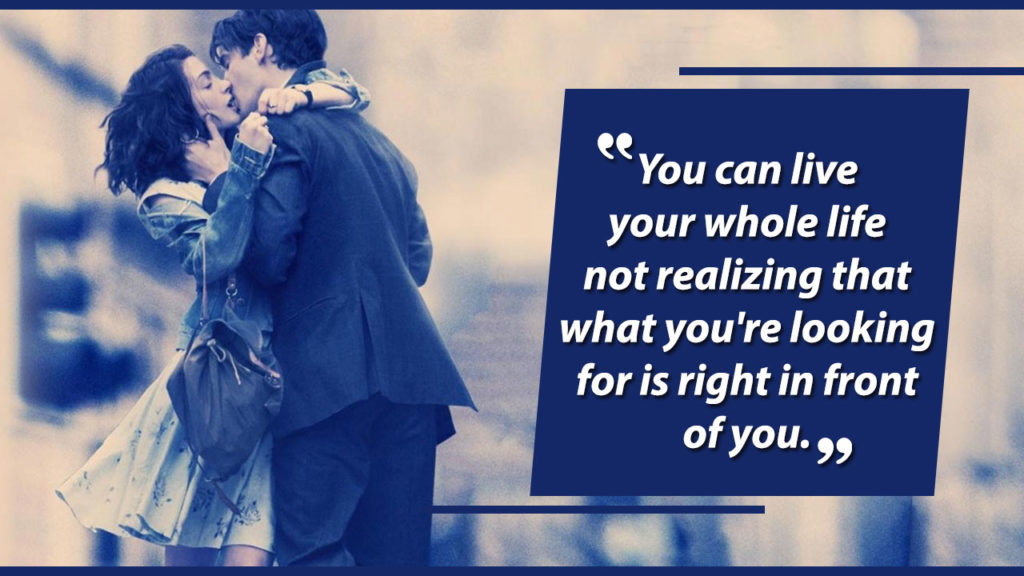 “You can live
your whole life
not realizing that
what you're looking
for is right in front
of you.”